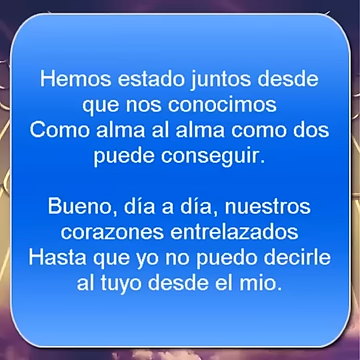 Hemos estado juntos desde
que nos conocimos
Como alma al alma como dos
puede conseguir.
Bueno, día a día, nuestros
corazones entrelazados
Hasta que yo no puedo decirle
al tuyo desde el mio.